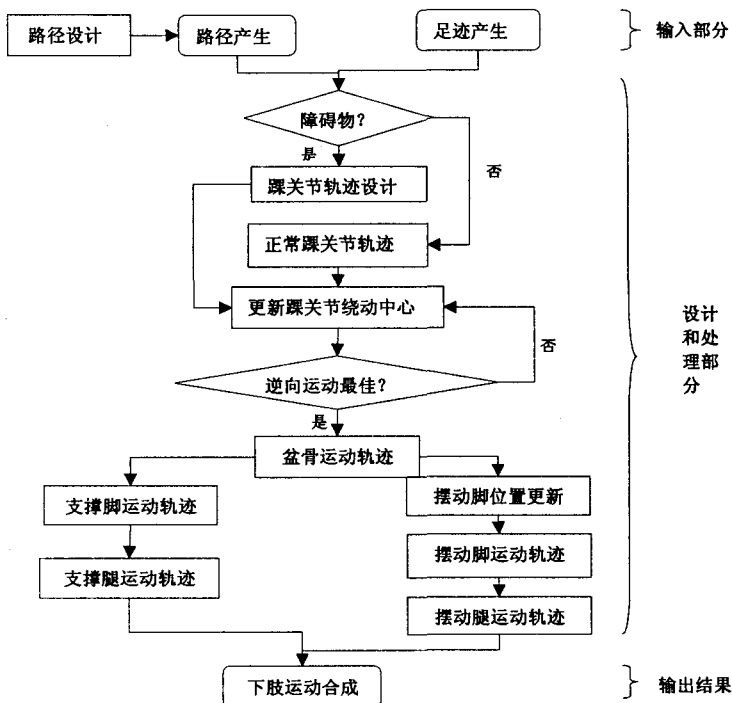 路径设计
路径产生
足迹产生
输入部分
障碍物?
是
否
踝关节轨迹设计
正常踝关节轨迹
更新踝关节绕动中心
否
设计
和处
理部
分
逆向运动最佳?
是
盆骨运动轨迹
支撑脚运动轨迹
摆动脚位置更新
支撑腿运动轨迹
摆动脚运动轨迹
摆动腿运动轨迹
下肢运动合成
输出结果